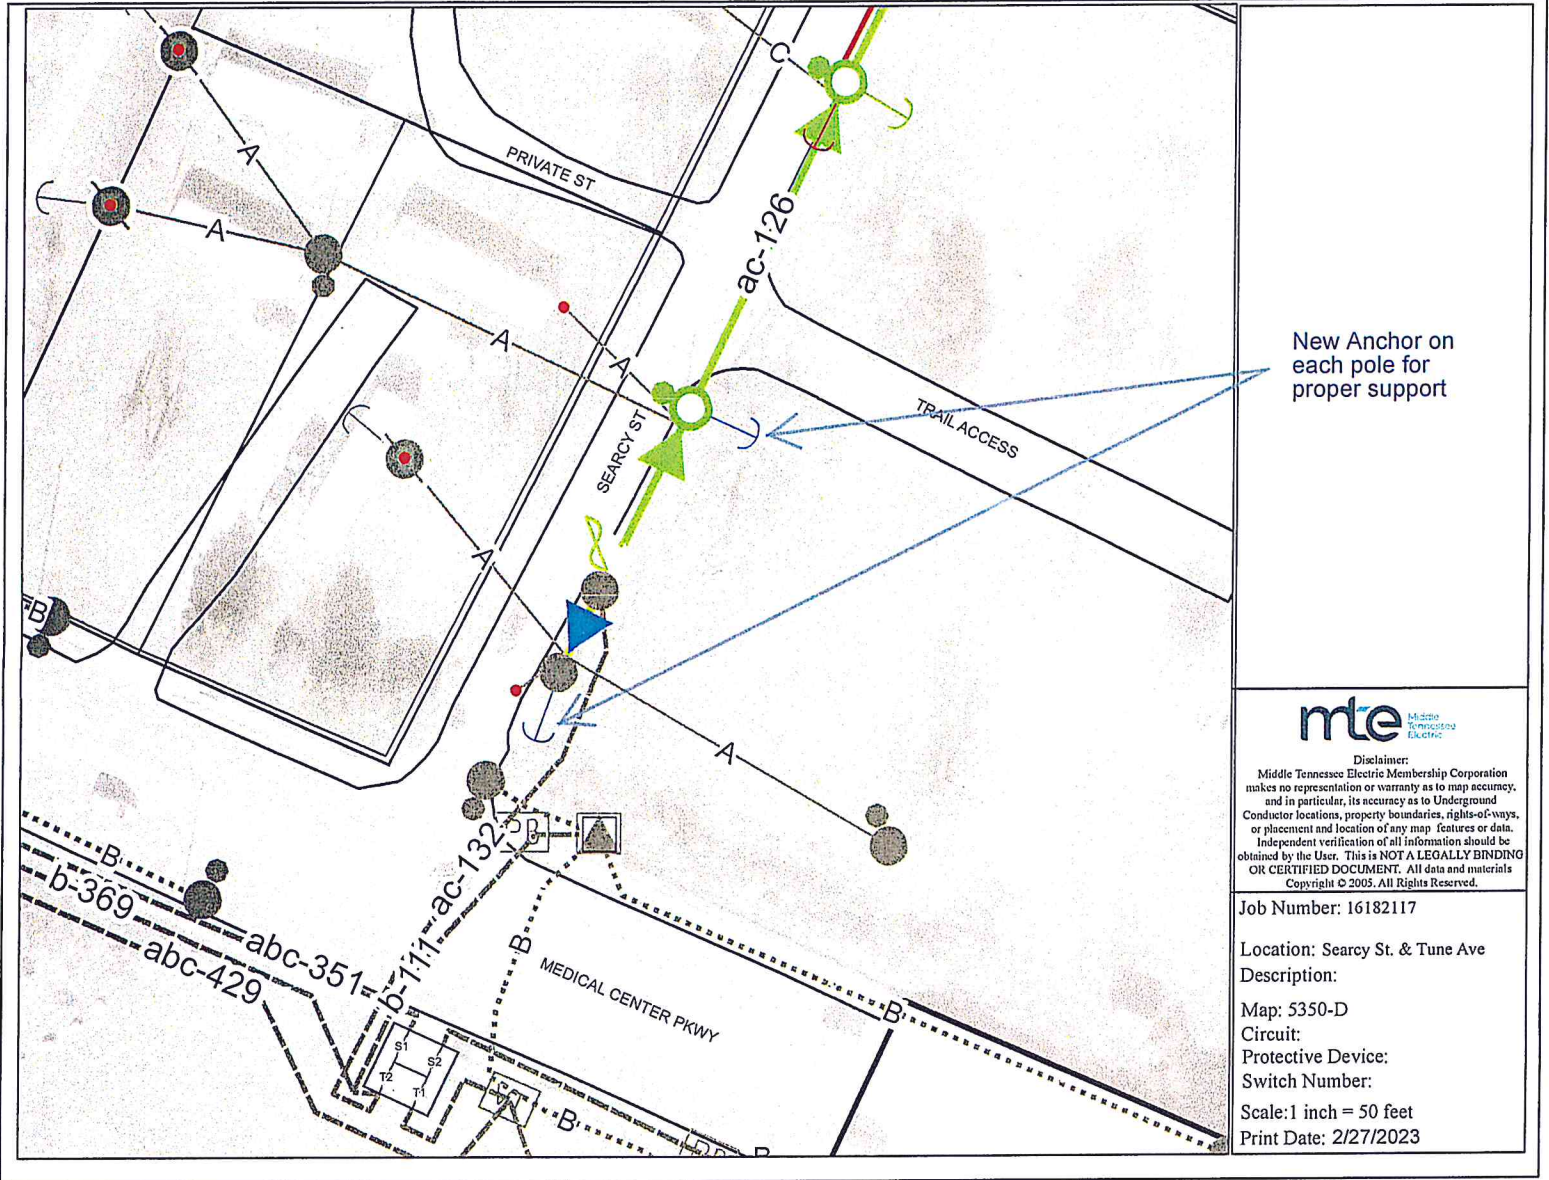 C
A
PRIVATE ST
A
ac-126
A
A
New Anchor on
each pole for
proper support
TRAIL ACCESS
SEARCY ST
A
B
A
mte Middle
Tennessee
Electric
Disclaimer:
Middle Tennessee Electric Membership Corporation
makes no representation or warranty as to map accuracy,
and in particular, its accuracy as to Underground
Conductor locations, property boundaries, rights-of-ways,
or placement and location of any map features or data.
Independent verification of all information should be
obtained by the User. This is NOT A LEGALLY BINDING
OR CERTIFIED DOCUMENT. All data and materials
Copyright © 2005. All Rights Reserved.
B
b-369
ac-132
abc-351
abc-429
b-111
B
MEDICAL CENTER PKWY
B
S1
S2
T2
T1
B
B
Job Number: 16182117
Location: Searcy St. & Tune Ave
Description:
Map: 5350-D
Circuit:
Protective Device:
Switch Number:
Scale:1 inch = 50 feet
Print Date: 2/27/2023